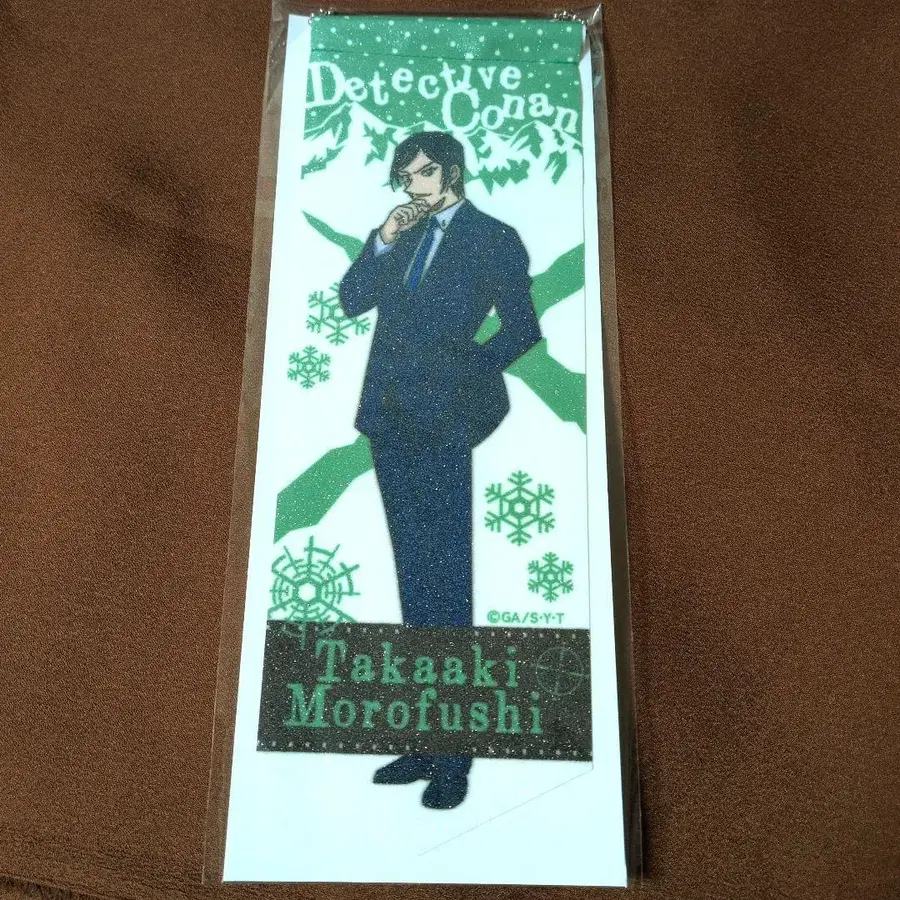 Detective
Conan
©GA/S・Y・T
Takaaki
Morofushi